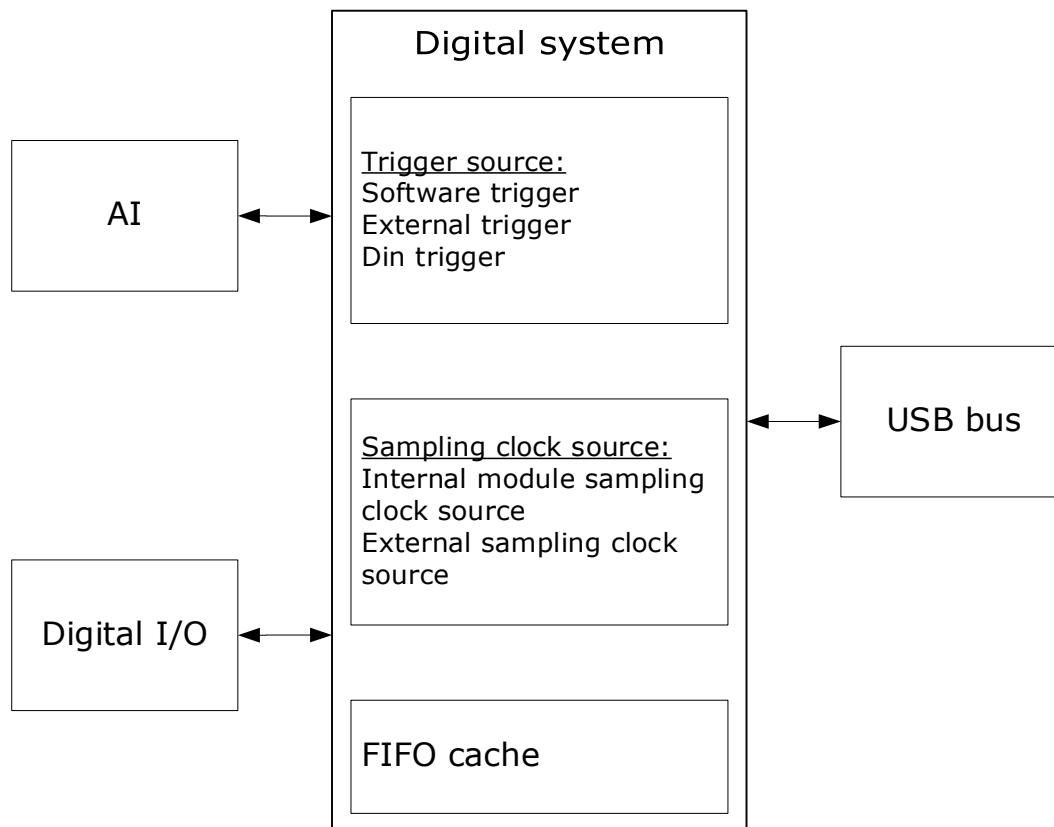 Digital system
AI
Trigger source:
Software trigger
External trigger
Din trigger
USB bus
Sampling clock source:
Internal module sampling
clock source
External sampling clock
source
Digital I/O
FIFO cache